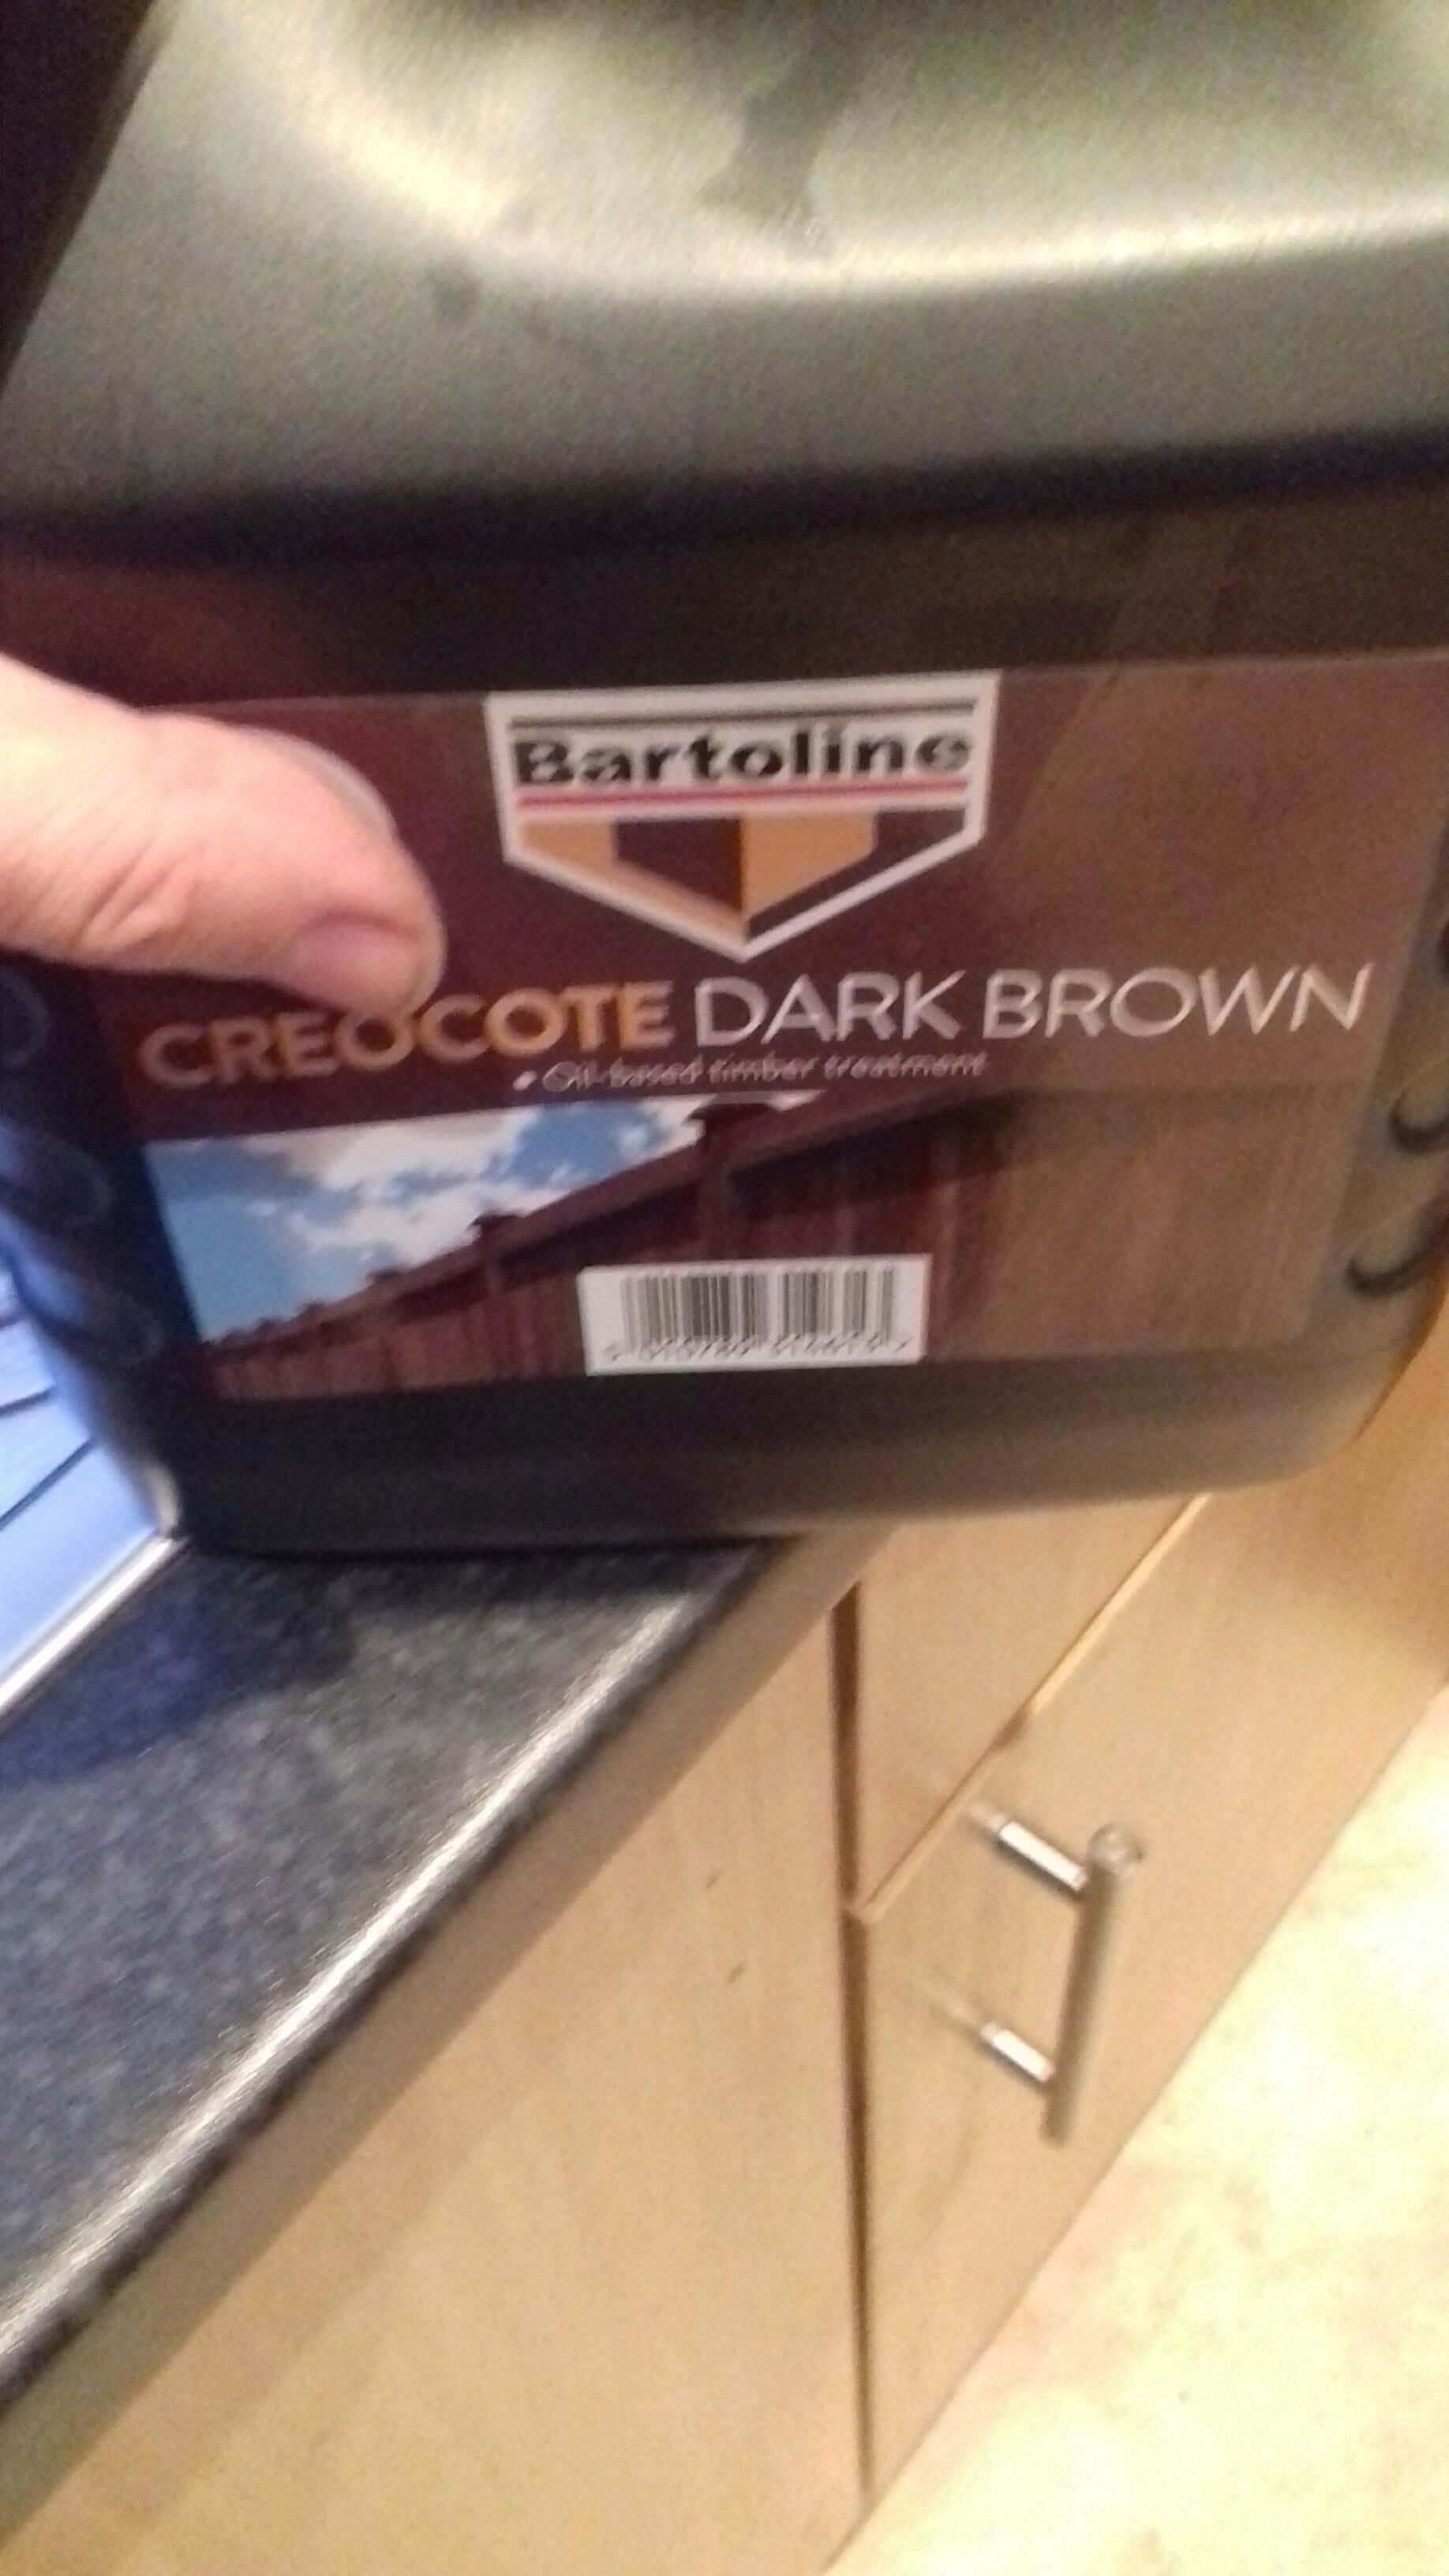 Bartoline
CREOCOTE DARK BROWN
• Oil-based timber treatment